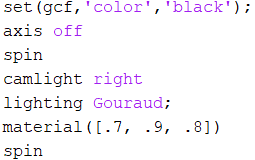 set(gcf,'color','black');
axis off
spin
camlight right
lighting Gouraud;
material([.7, .9, .8])
spin